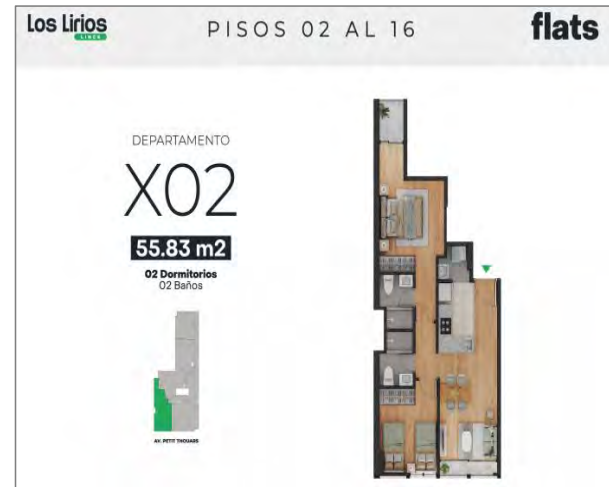 Los Lirios
LINCE
PISOS 02 AL 16
flats
DEPARTAMENTO
X02
55.83 m2
02 Dormitorios
02 Baños
AV. PETIT THOUARS